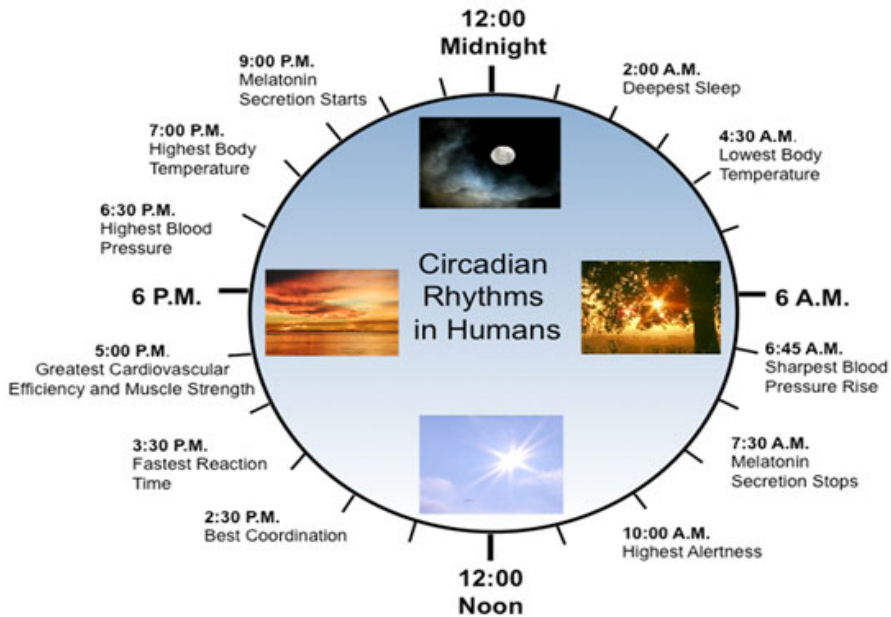 12:00
Midnight
2:00 A.M.
Deepest Sleep
4:30 A.M.
Lowest Body
Temperature
6 A.M.
6:45 A.M.
Sharpest Blood
Pressure Rise
7:30 A.M.
Melatonin
Secretion Stops
10:00 A.M.
Highest Alertness
12:00
Noon
2:30 P.M.
Best Coordination
3:30 P.M.
Fastest Reaction
Time
5:00 P.M.
Greatest Cardiovascular
Efficiency and Muscle Strength
6 P.M.
6:30 P.M.
Highest Blood
Pressure
7:00 P.M.
Highest Body
Temperature
9:00 P.M.
Melatonin
Secretion Starts
Circadian
Rhythms
in Humans